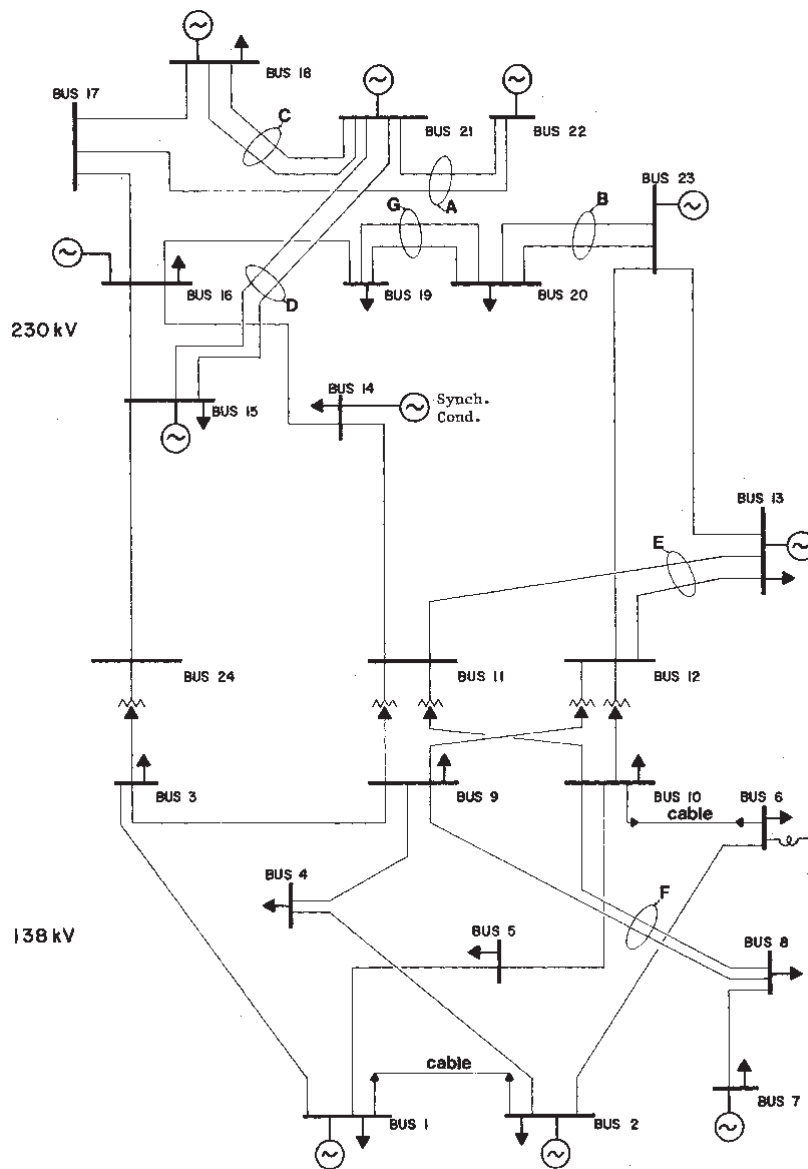 BUS 18
BUS 17
C
BUS 21
BUS 22
BUS 23
A
G
B
BUS 16
D
BUS 19
BUS 20
230 kV
BUS 14
Synch.
Cond.
BUS 15
BUS 13
E
BUS 24
BUS 11
BUS 12
BUS 3
BUS 9
BUS 10
BUS 6
cable
BUS 4
F
138 kV
BUS 5
BUS 8
cable
BUS 1
BUS 2
BUS 7